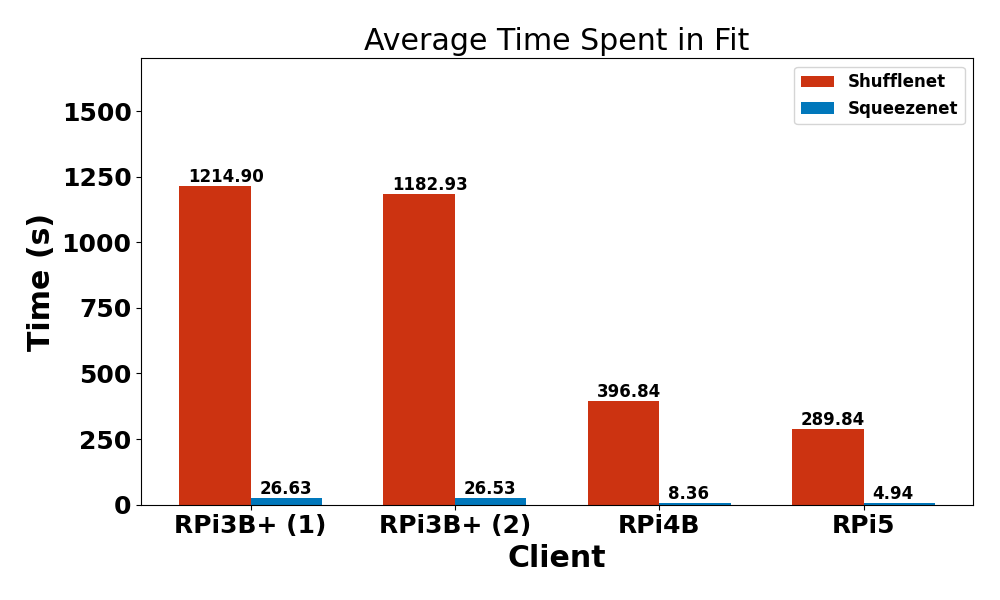 Average Time Spent in Fit
Shufflenet
Squeezenet
Time (s)
1500
1250
1000
750
500
250
0
1214.90
26.63
1182.93
26.53
396.84
8.36
289.84
4.94
RPi3B+ (1)
RPi3B+ (2)
RPi4B
RPi5
Client